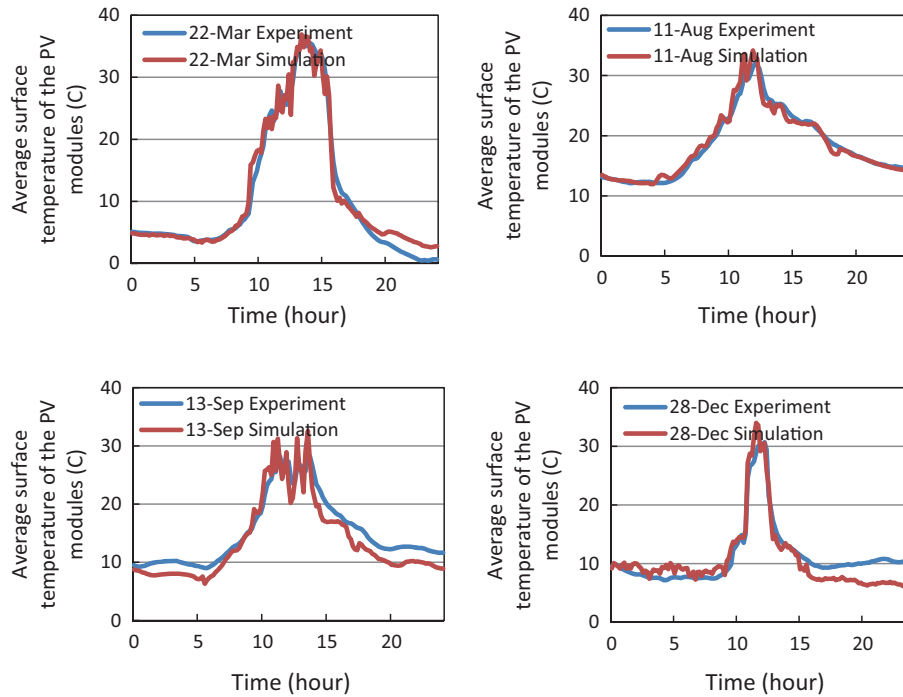 Average surface
temperature of the PV
modules (C)
40
30
20
10
0
22-Mar Experiment
22-Mar Simulation
0
5
10
15
20
Time (hour)
Average surface
temperature of the PV
modules (C)
40
30
20
10
0
11-Aug Experiment
11-Aug Simulation
0
5
10
15
20
Time (hour)
Average surface
temperature of the PV
modules (C)
40
30
20
10
0
13-Sep Experiment
13-Sep Simulation
0
5
10
15
20
Time (hour)
Average surface
temperature of the PV
modules (C)
40
30
20
10
0
28-Dec Experiment
28-Dec Simulation
0
5
10
15
20
Time (hour)